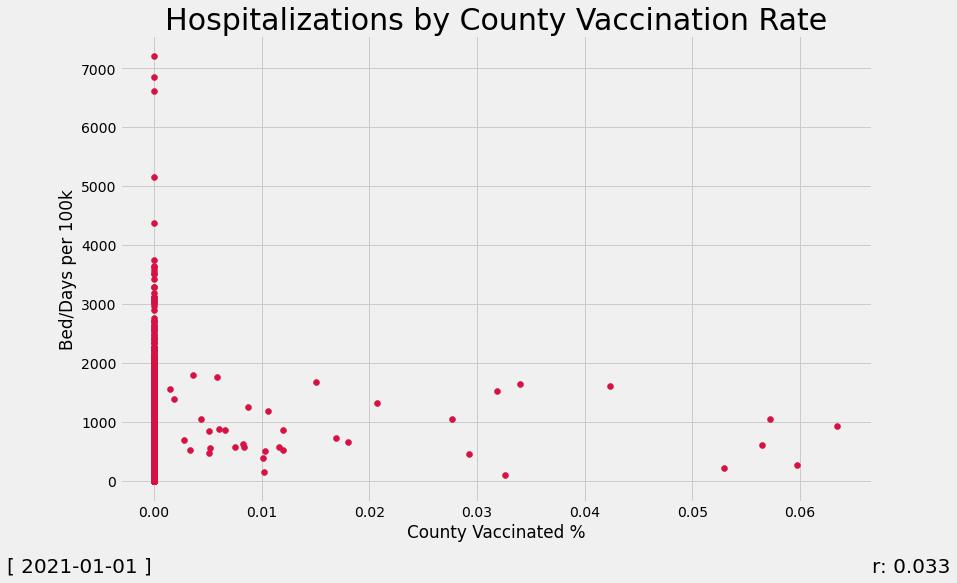 Hospitalizations by County Vaccination Rate
7000
6000
5000
4000
3000
2000
1000
0
Bed/Days per 100k
0.00 0.01 0.02 0.03 0.04 0.05 0.06
County Vaccinated %
[ 2021-01-01 ] r: 0.033